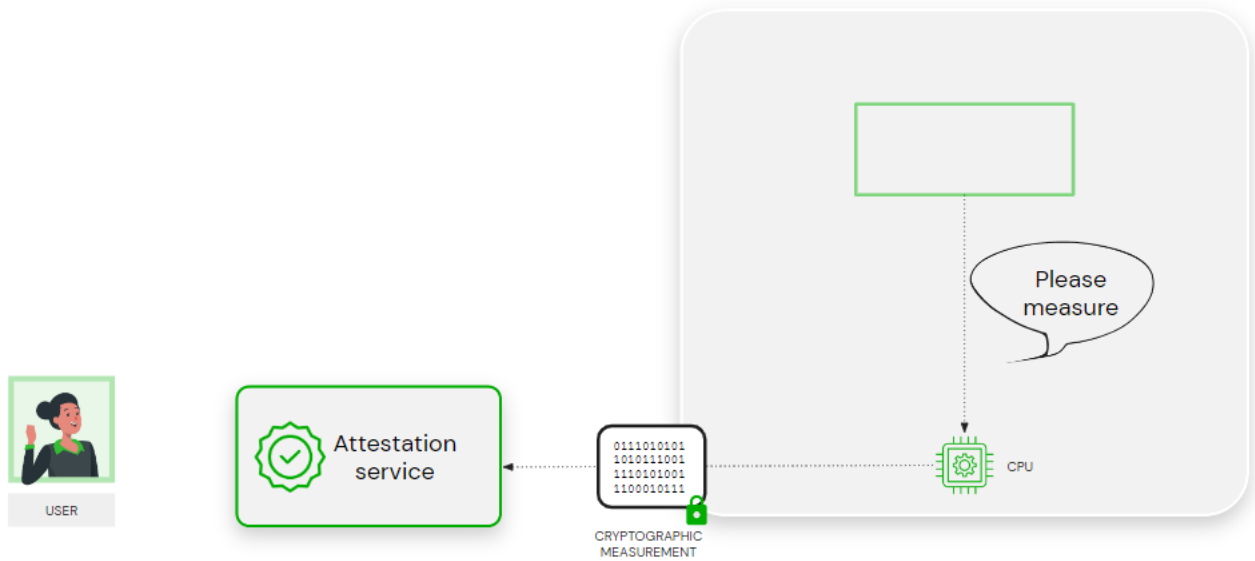 Please
measure
Attestation
service
0111010101
1010111001
1110101001
1100010111
CPU
USER
CRYPTOGRAPHIC
MEASUREMENT